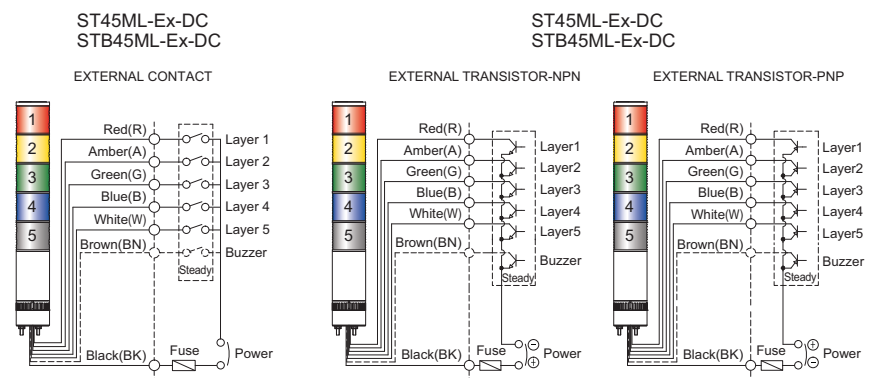 ST45ML-Ex-DC
STB45ML-Ex-DC
EXTERNAL CONTACT
1
2
3
4
5
Red(R)
Amber(A)
Green(G)
Blue(B)
White(W)
Brown(BN)
Black(BK)
Layer 1
Layer 2
Layer 3
Layer 4
Layer 5
Buzzer
Steady
Fuse
Power
ST45ML-Ex-DC
STB45ML-Ex-DC
EXTERNAL TRANSISTOR-NPN
1
2
3
4
5
Red(R)
Amber(A)
Green(G)
Blue(B)
White(W)
Brown(BN)
Black(BK)
Layer1
Layer2
Layer3
Layer4
Layer5
Buzzer
Steady
Fuse
⊖
⊕
Power
EXTERNAL TRANSISTOR-PNP
1
2
3
4
5
Red(R)
Amber(A)
Green(G)
Blue(B)
White(W)
Brown(BN)
Black(BK)
Layer1
Layer2
Layer3
Layer4
Layer5
Buzzer
Steady
Fuse
⊕
⊖
Power